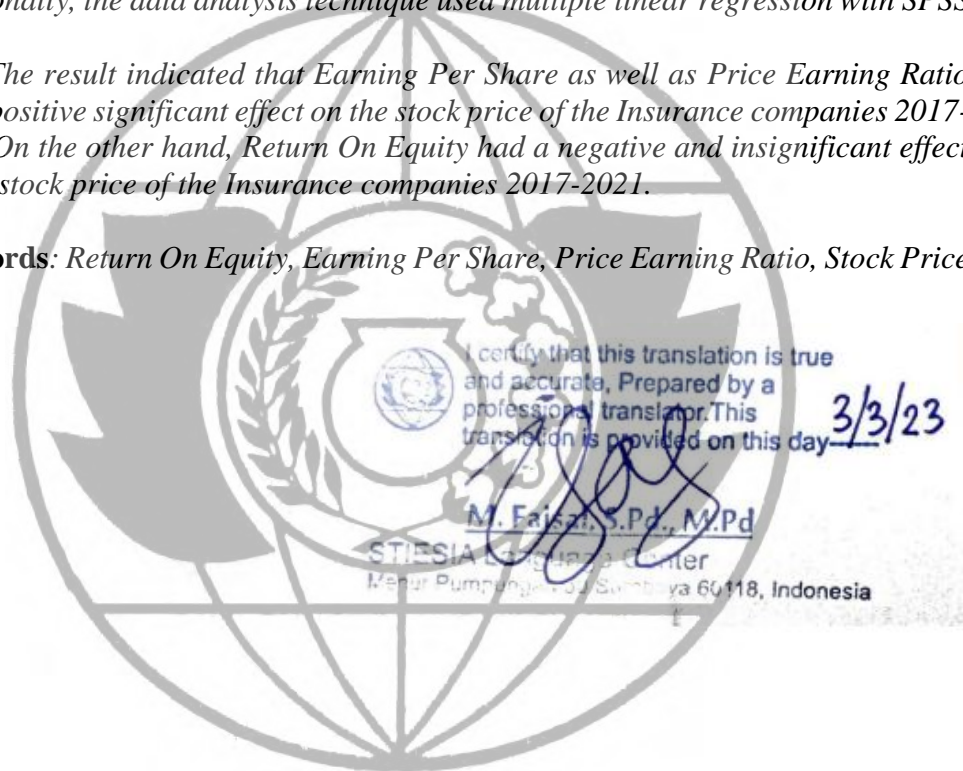 onally, the data analysis technique used multiple linear regression with SPSS
The result indicated that Earning Per Share as well as Price Earning Ratio
positive significant effect on the stock price of the Insurance companies 2017-
On the other hand, Return On Equity had a negative and insignificant effect
stock price of the Insurance companies 2017-2021.
ords: Return On Equity, Earning Per Share, Price Earning Ratio, Stock Price
I certify that this translation is true
and accurate, Prepared by a
professional translator.This
translation is provided on this day 3/3/23
M. Faisal, S.Pd., M.Pd
STIESIA Language Center
Menur Pumpungan 60118, Indonesia